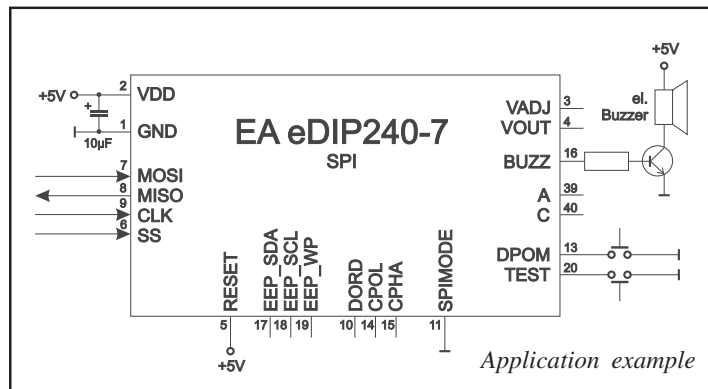 +5V
el.
Buzzer
+5V
2 VDD
VADJ 3
VOUT 4
+
1 GND
10µF
EA eDIP240-7
SPI
BUZZ 16
7 MOSI
8 MISO
9 CLK
6 SS
A 39
C 40
DPOM 13
TEST 20
RESET
EEP_SDA
EEP_SCL
EEP_WP
DORD
CPOL
CPHA
SPIMODE
5 17 18 19 10 14 15 11
+5V
Application example